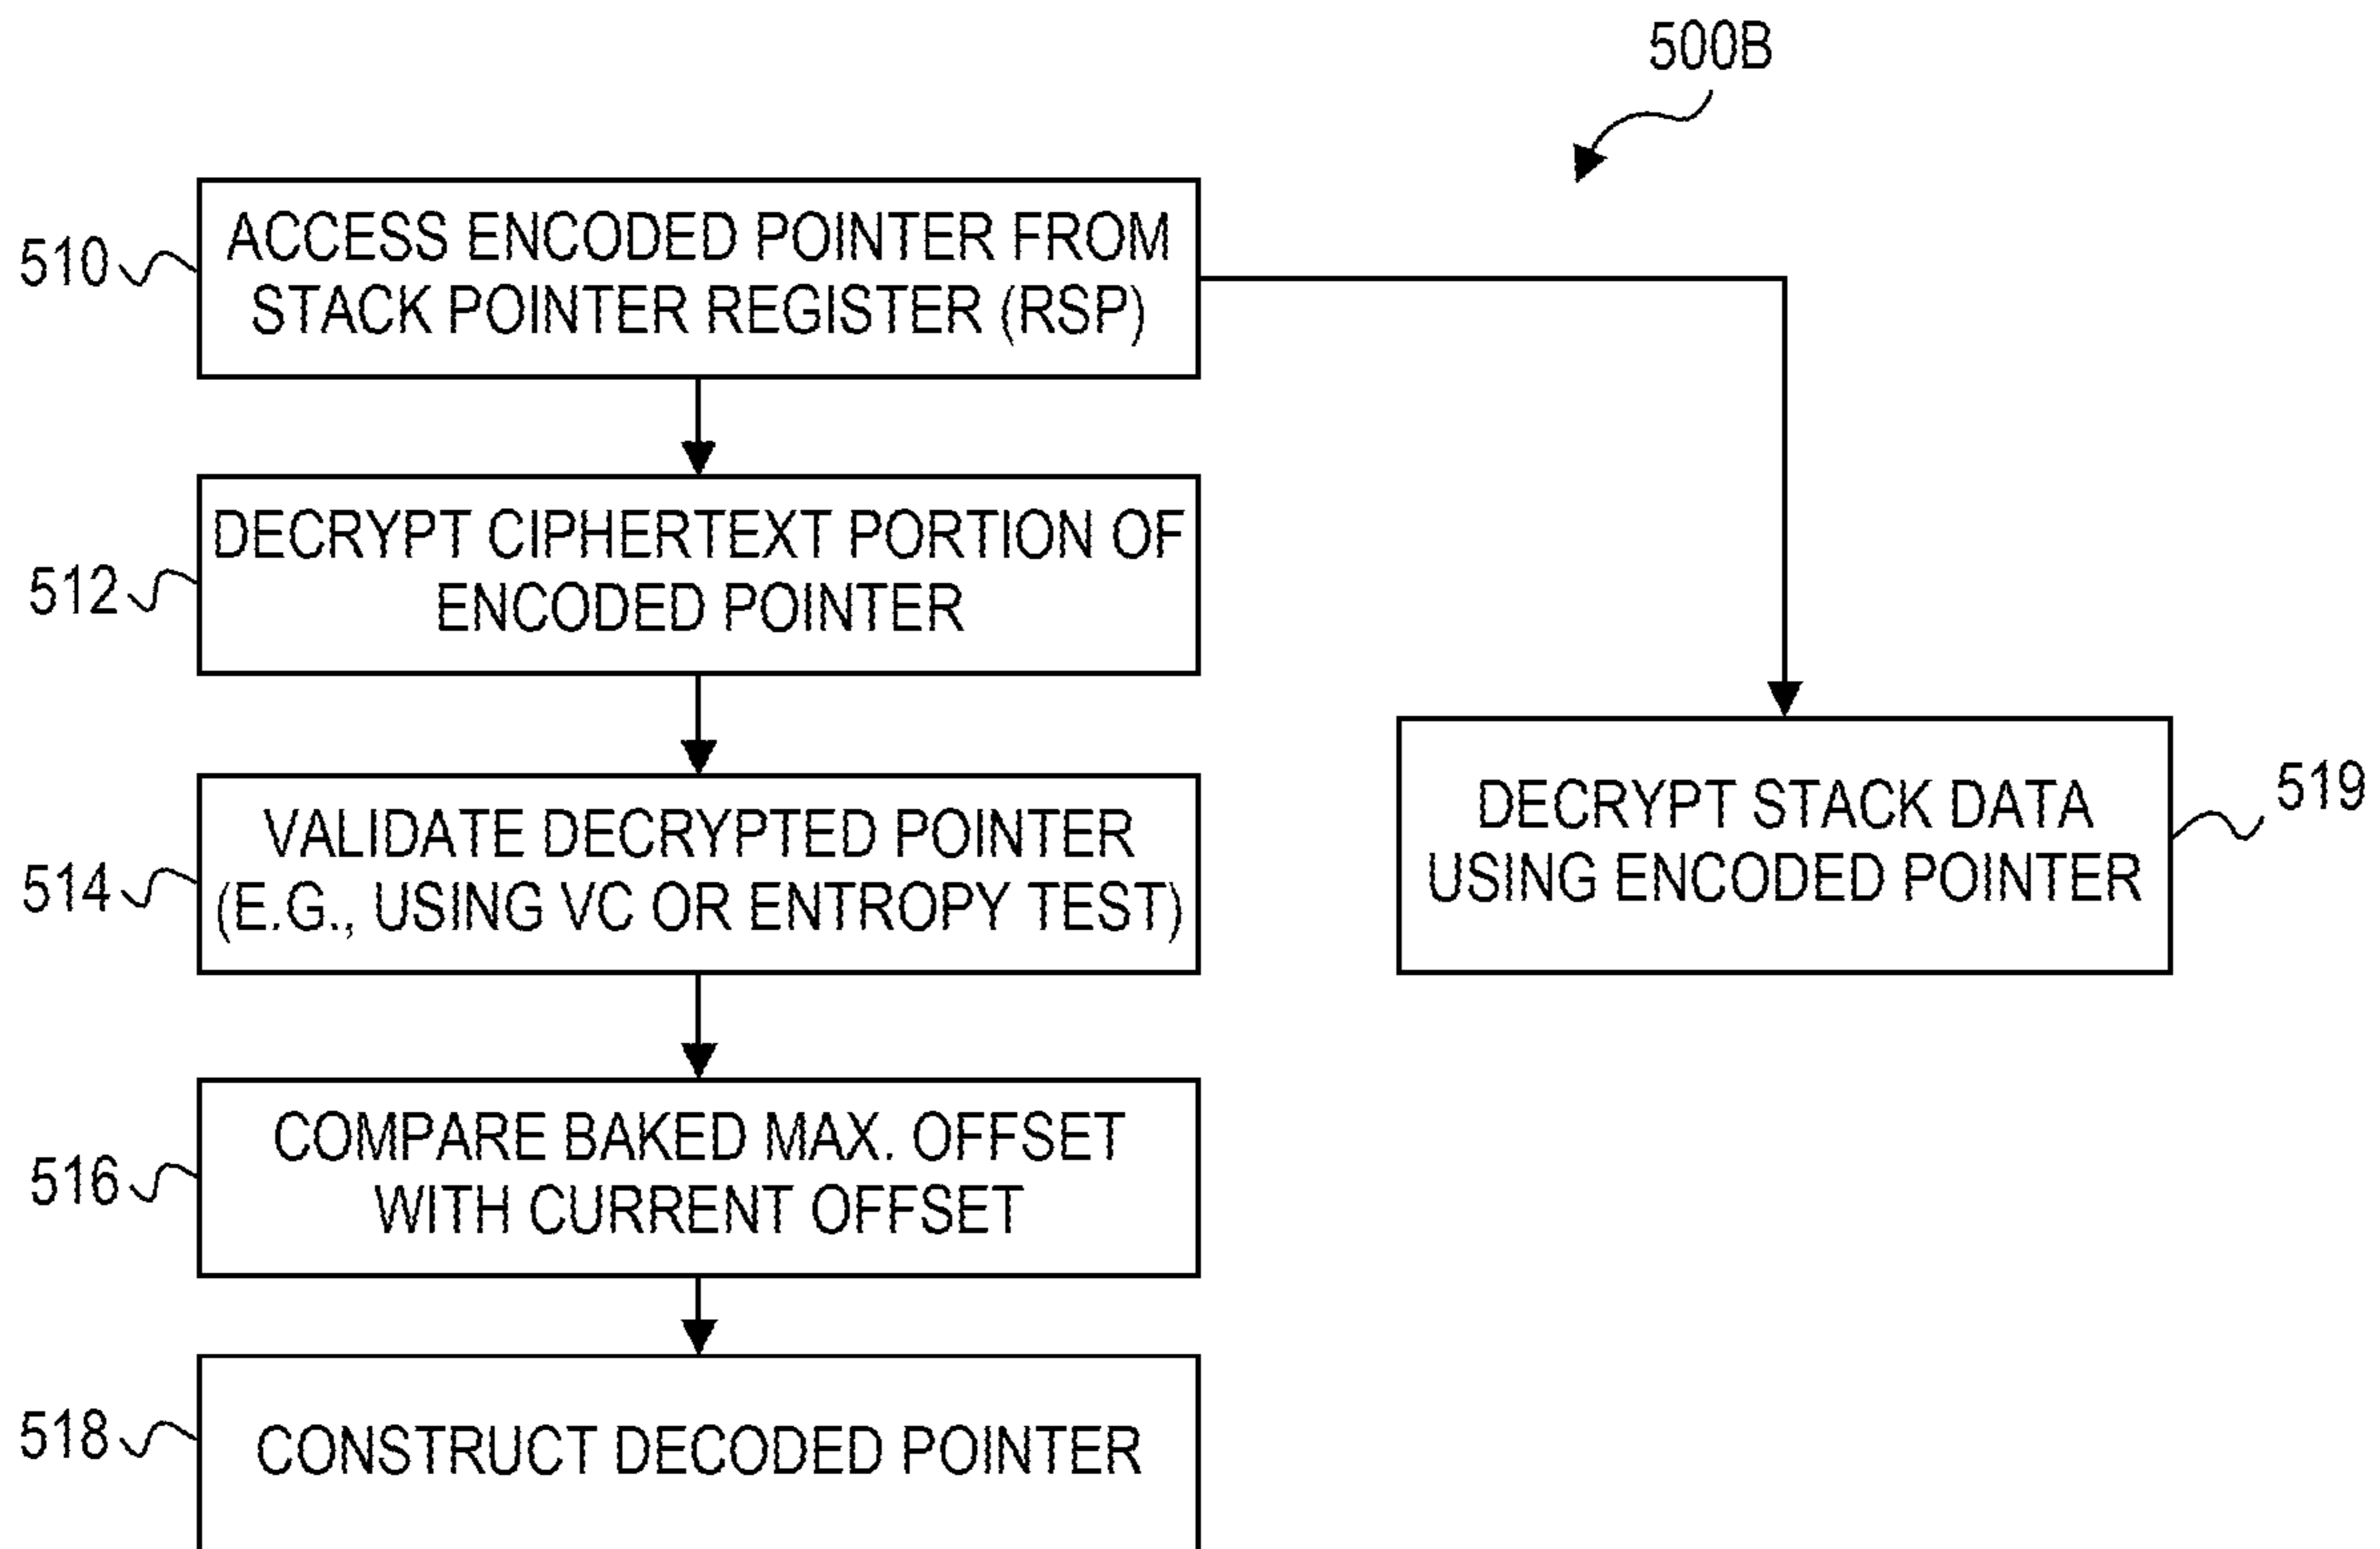 500B
510
ACCESS ENCODED POINTER FROM
STACK POINTER REGISTER (RSP)
512
DECRYPT CIPHERTEXT PORTION OF
ENCODED POINTER
514
VALIDATE DECRYPTED POINTER
(E.G., USING VC OR ENTROPY TEST)
519
DECRYPT STACK DATA
USING ENCODED POINTER
516
COMPARE BAKED MAX. OFFSET
WITH CURRENT OFFSET
518
CONSTRUCT DECODED POINTER